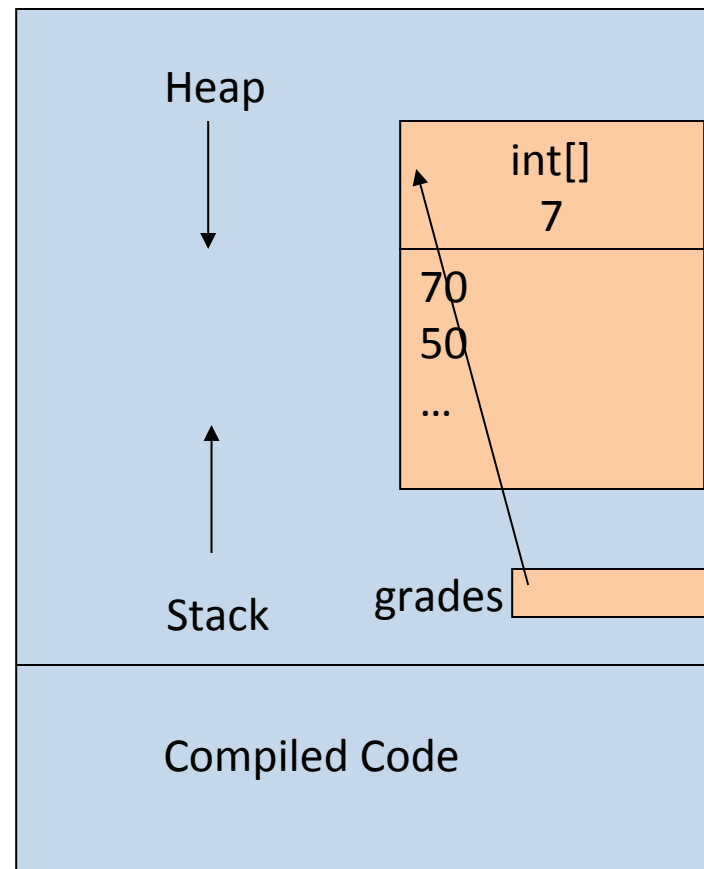 Heap
int[]
7
70
50
...
grades
Stack
Compiled Code